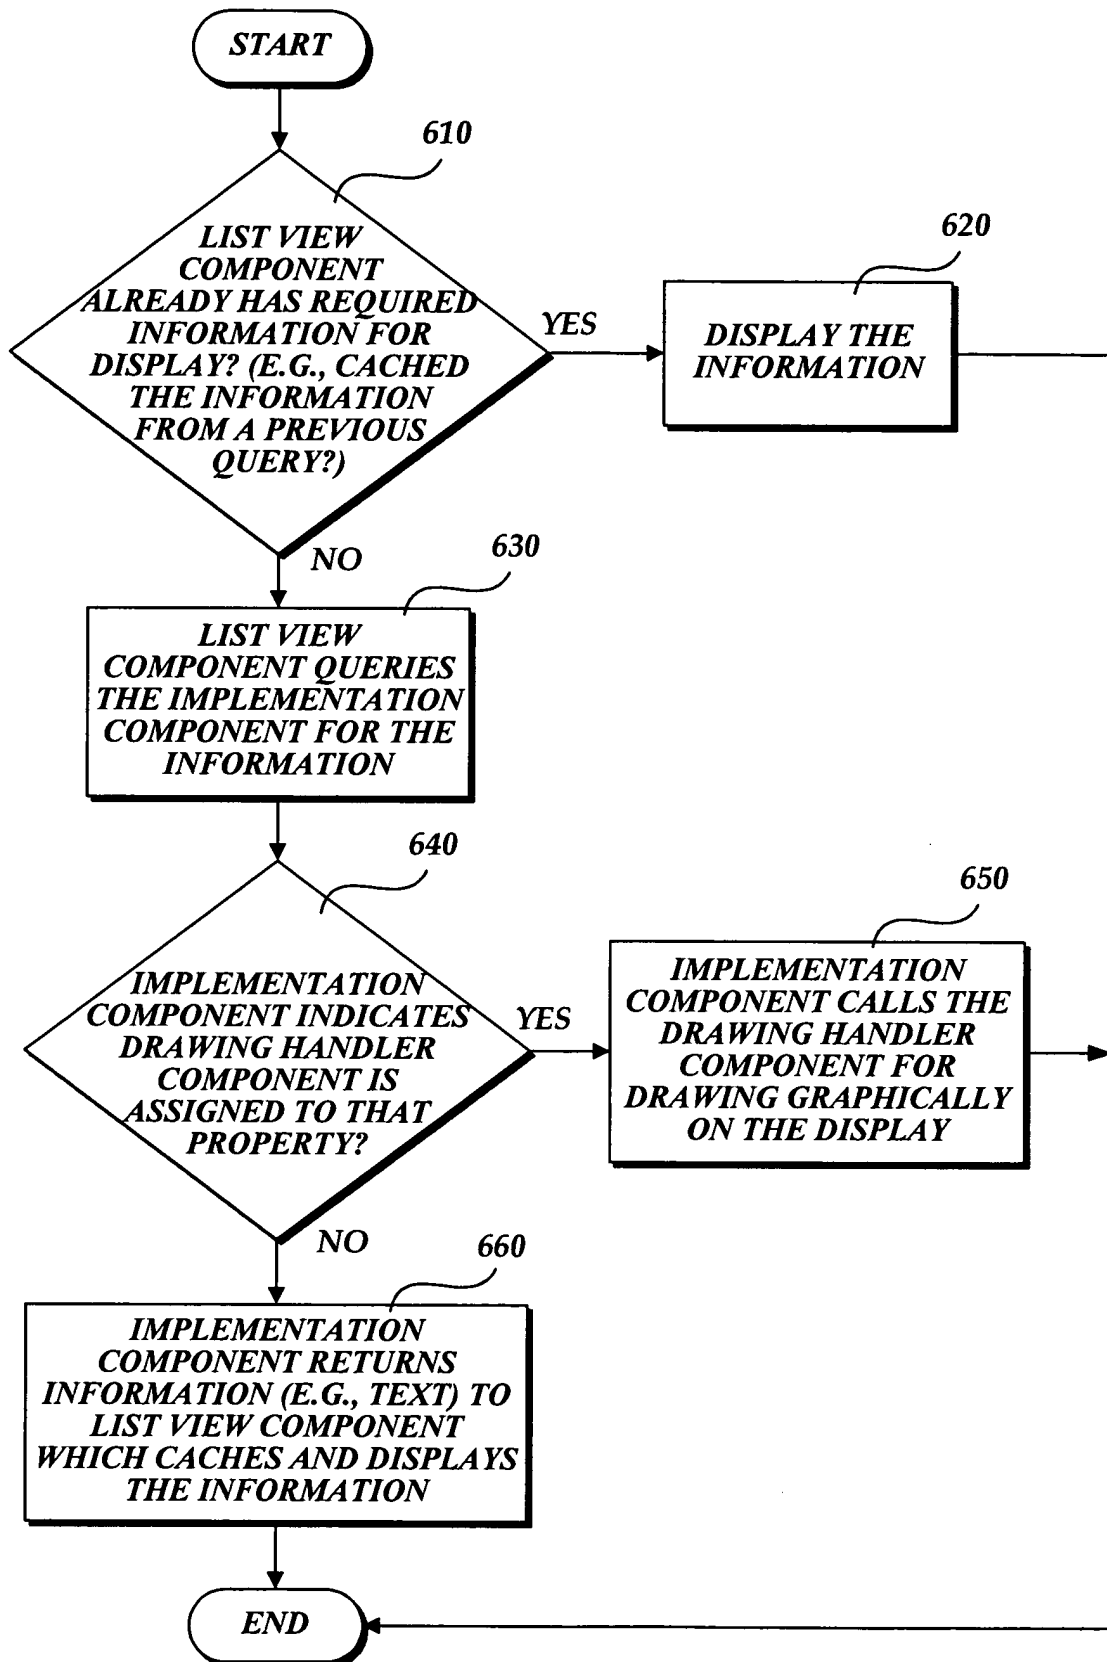 START
610
LIST VIEW
COMPONENT
ALREADY HAS REQUIRED
INFORMATION FOR
DISPLAY? (E.G., CACHED
THE INFORMATION
FROM A PREVIOUS
QUERY?)
YES
620
DISPLAY THE
INFORMATION
NO
630
LIST VIEW
COMPONENT QUERIES
THE IMPLEMENTATION
COMPONENT FOR THE
INFORMATION
640
IMPLEMENTATION
COMPONENT INDICATES
DRAWING HANDLER
COMPONENT IS
ASSIGNED TO THAT
PROPERTY?
YES
650
IMPLEMENTATION
COMPONENT CALLS THE
DRAWING HANDLER
COMPONENT FOR
DRAWING GRAPHICALLY
ON THE DISPLAY
NO
660
IMPLEMENTATION
COMPONENT RETURNS
INFORMATION (E.G., TEXT) TO
LIST VIEW COMPONENT
WHICH CACHES AND DISPLAYS
THE INFORMATION
END